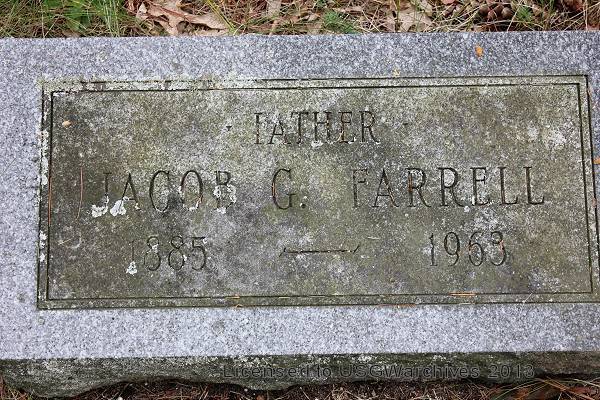 FATHER
JACOB G. FARRELL
1885 — 1963
Licensed to USGWarchives 2013